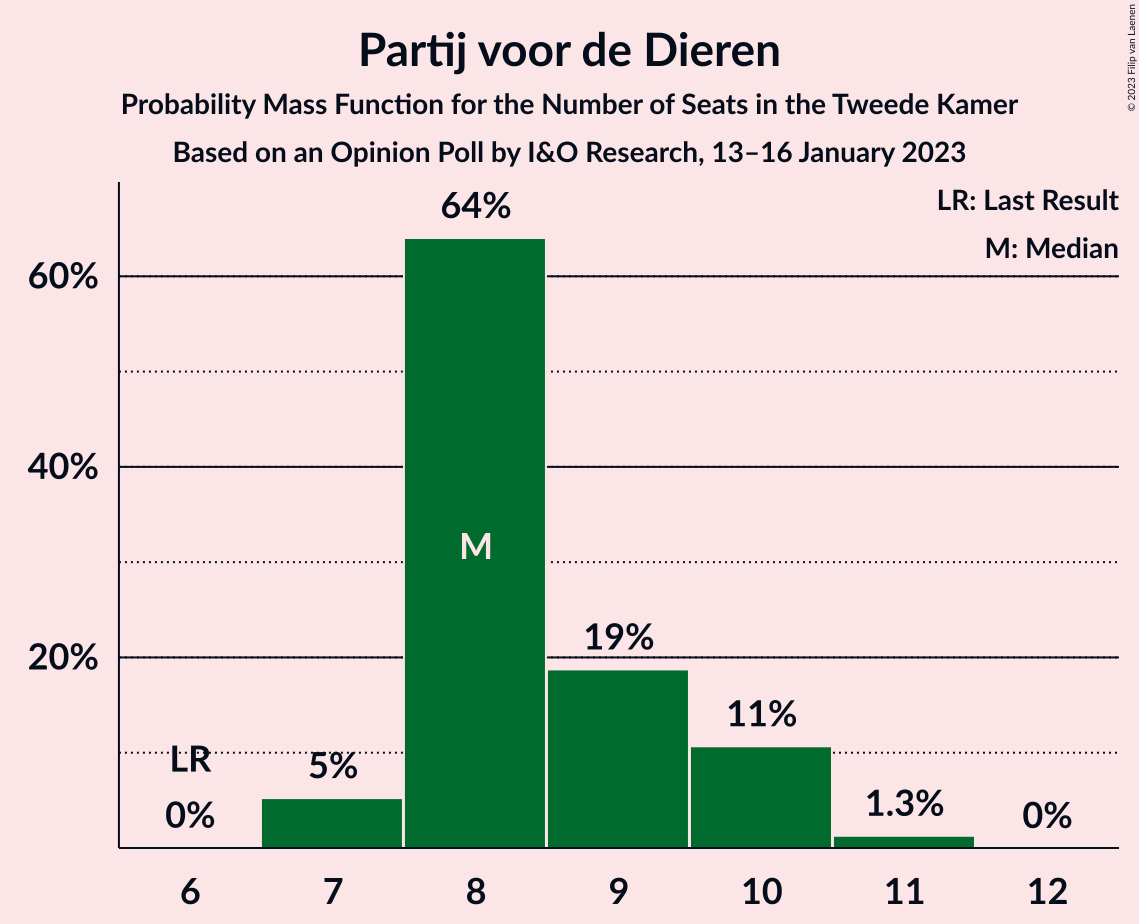 Partij voor de Dieren
Probability Mass Function for the Number of Seats in the Tweede Kamer
Based on an Opinion Poll by I&O Research, 13–16 January 2023
© 2023 Filip van Laenen
LR: Last Result
M: Median
64%
60%
40%
M
19%
20%
11%
LR
5%
1.3%
0%
0%
6 7 8 9 10 11 12